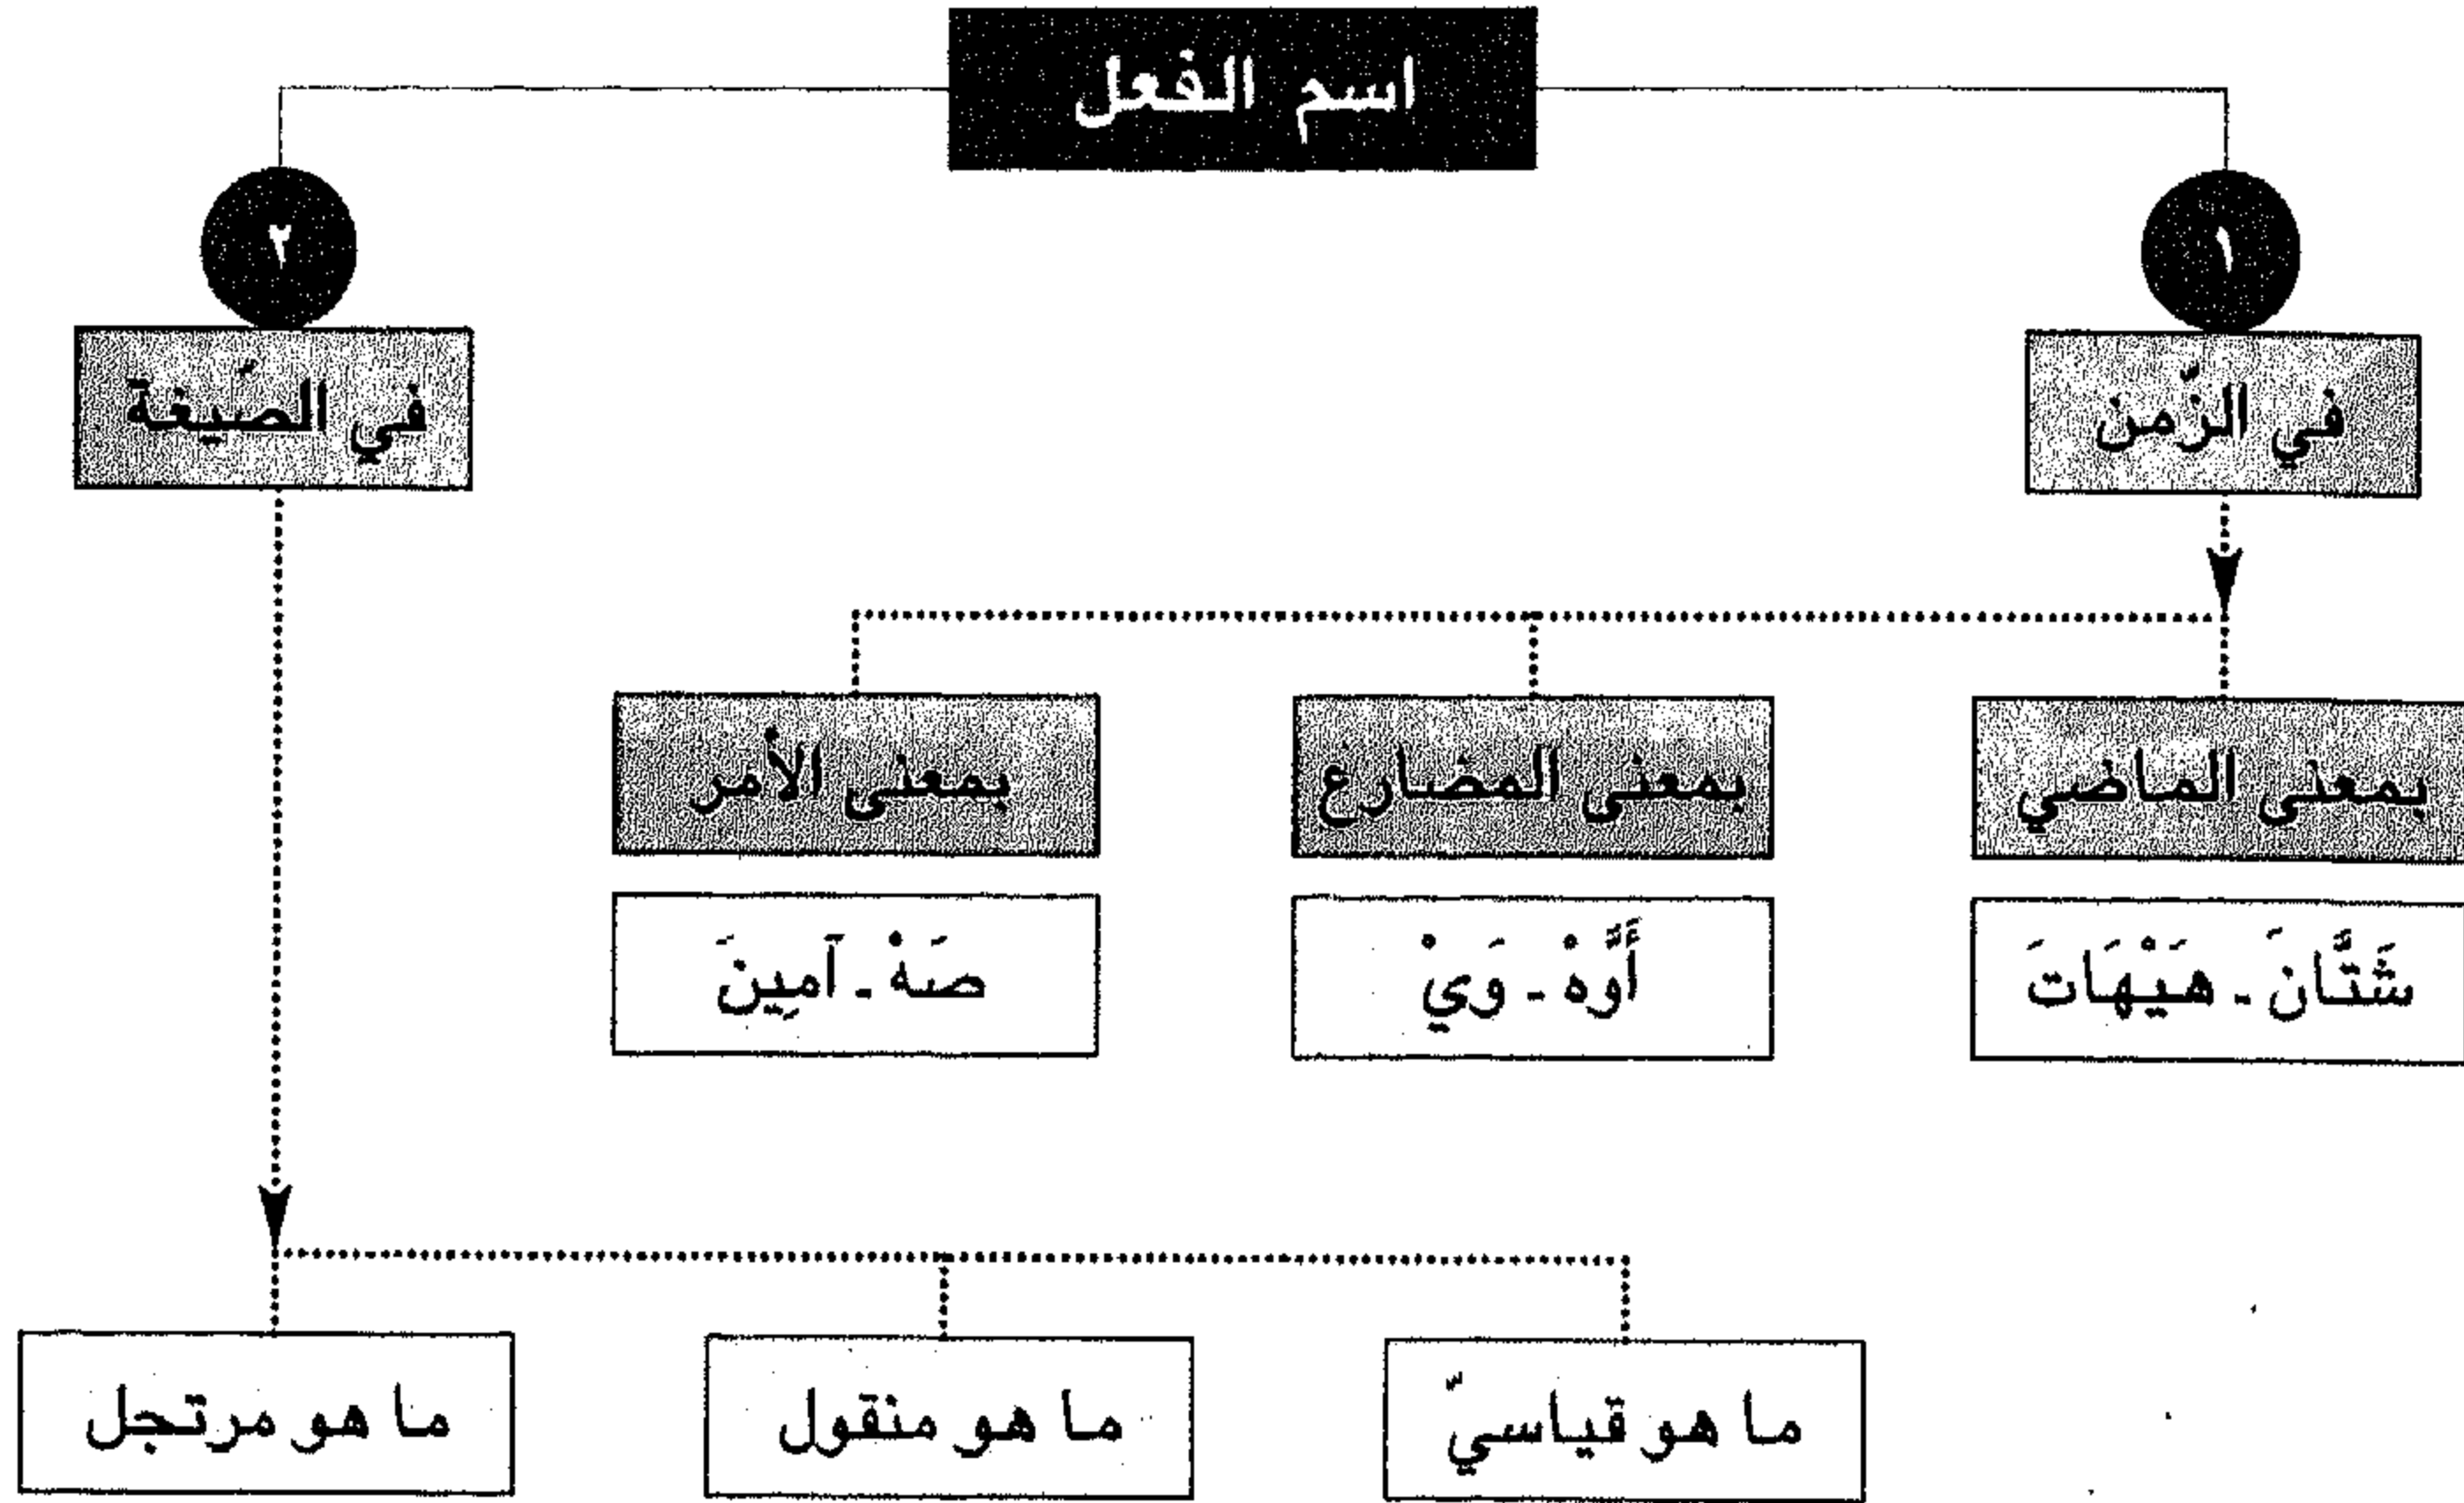 اسم الفعل
١
٢
في الزّمن
في الصّيغة
بمعنى الماضي
بمعنى المضارع
بمعنى الأمر
شَتَّانَ - هَيْهَاتَ
أَوَّهْ - وَيْ
صَهْ - آمِينَ
ما هو قياسيّ
ما هو منقول
ما هو مرتجل